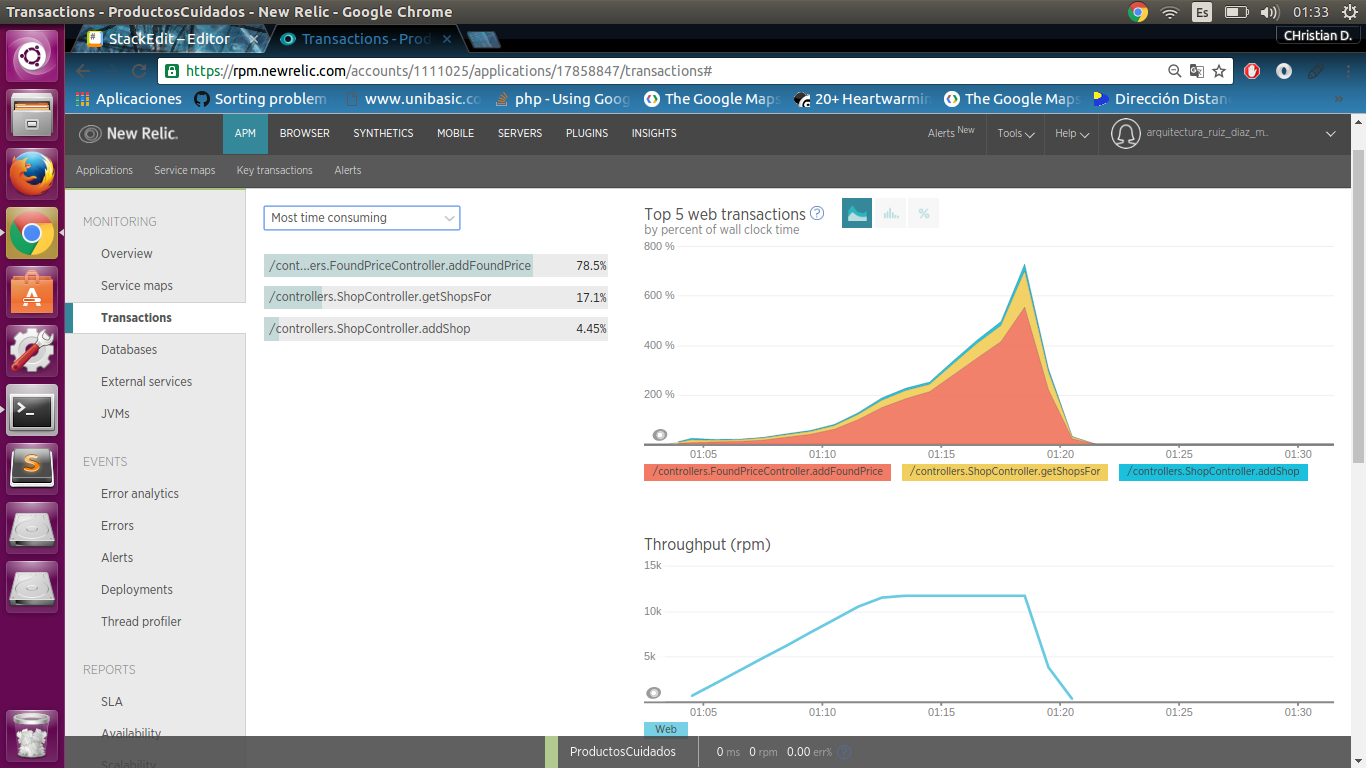 Transactions - ProductosCuidados - New Relic - Google Chrome
Es
01:33
StackEdit – Editor
Transactions - Prod
CHristian D.
https://rpm.newrelic.com/accounts/1111025/applications/17858847/transactions#
Aplicaciones
Sorting problem
www.unibasic.co
php - Using Goog
The Google Maps
20+ Heartwarmin
The Google Maps
Dirección Distan
»
New Relic.
APM
BROWSER
SYNTHETICS
MOBILE
SERVERS
PLUGINS
INSIGHTS
Alerts New
Tools
Help
arquitectura_ruiz_diaz_m..
Applications
Service maps
Key transactions
Alerts
MONITORING
Overview
Service maps
Transactions
Databases
External services
JVMs
EVENTS
Error analytics
Errors
Alerts
Deployments
Thread profiler
REPORTS
SLA
Availability
Scalability
Most time consuming
/cont...ers.FoundPriceController.addFoundPrice 78.5%
/controllers.ShopController.getShopsFor 17.1%
/controllers.ShopController.addShop 4.45%
Top 5 web transactions ?
by percent of wall clock time
%
800 %
600 %
400 %
200 %
01:05 01:10 01:15 01:20 01:25 01:30
/controllers.FoundPriceController.addFoundPrice
/controllers.ShopController.getShopsFor
/controllers.ShopController.addShop
Throughput (rpm)
15k
10k
5k
01:05 01:10 01:15 01:20 01:25 01:30
Web
ProductosCuidados
0 ms 0 rpm 0.00 err% ?